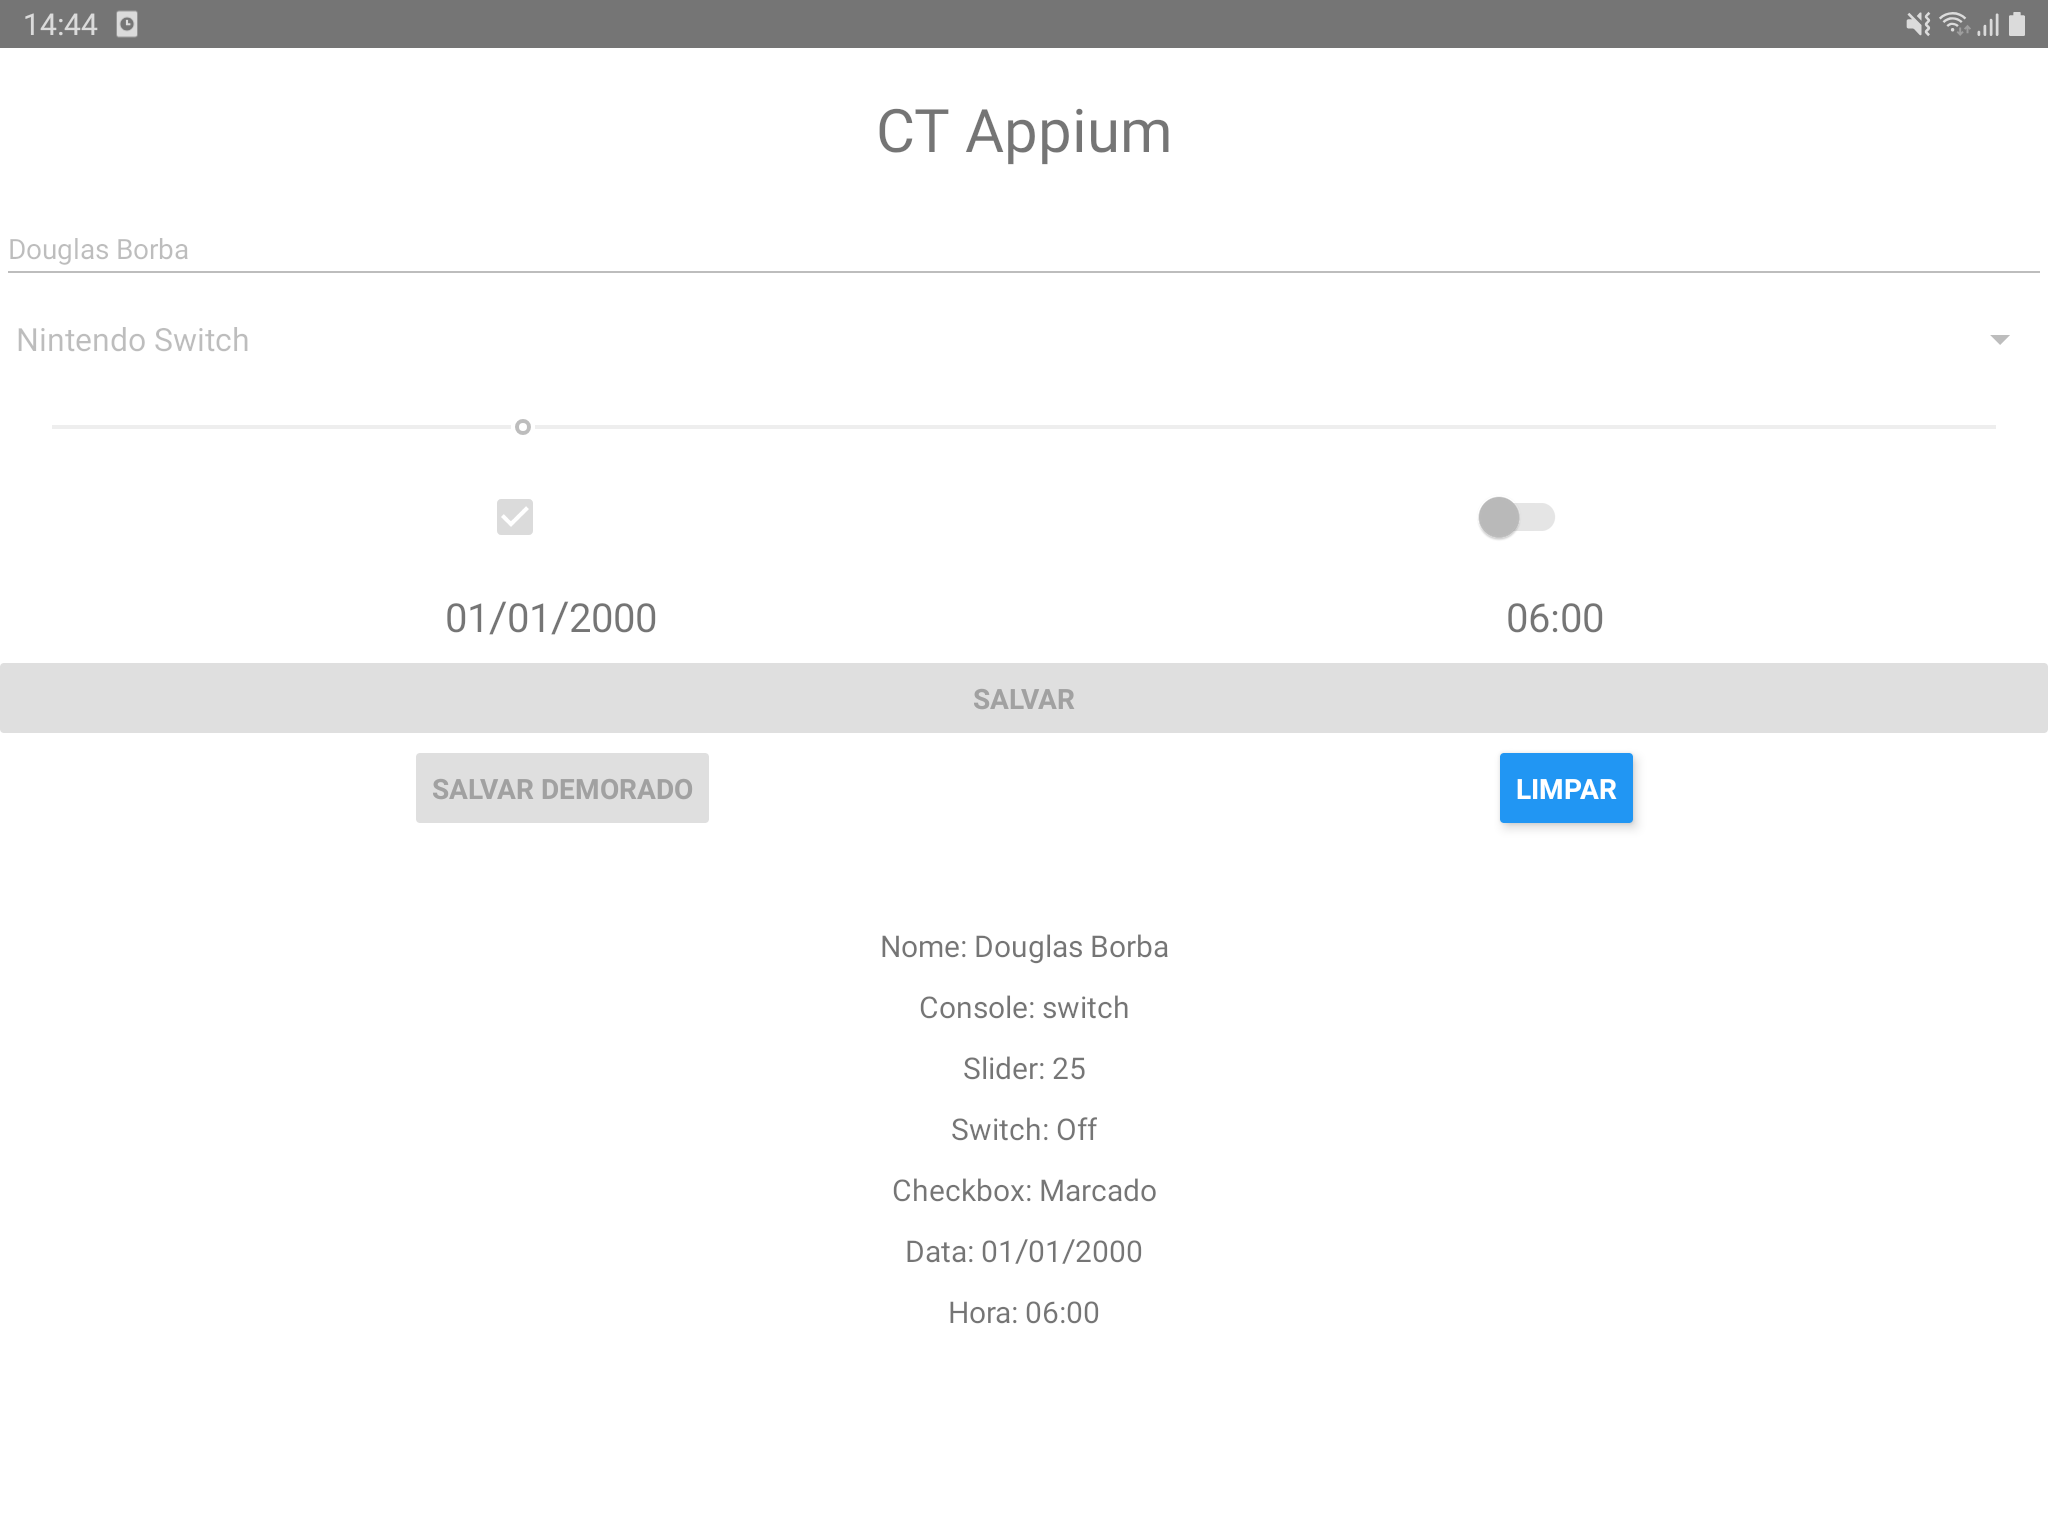 14:44
CT Appium
Douglas Borba
Nintendo Switch
01/01/2000 06:00
SALVAR
SALVAR DEMORADO LIMPAR
Nome: Douglas Borba
Console: switch
Slider: 25
Switch: Off
Checkbox: Marcado
Data: 01/01/2000
Hora: 06:00